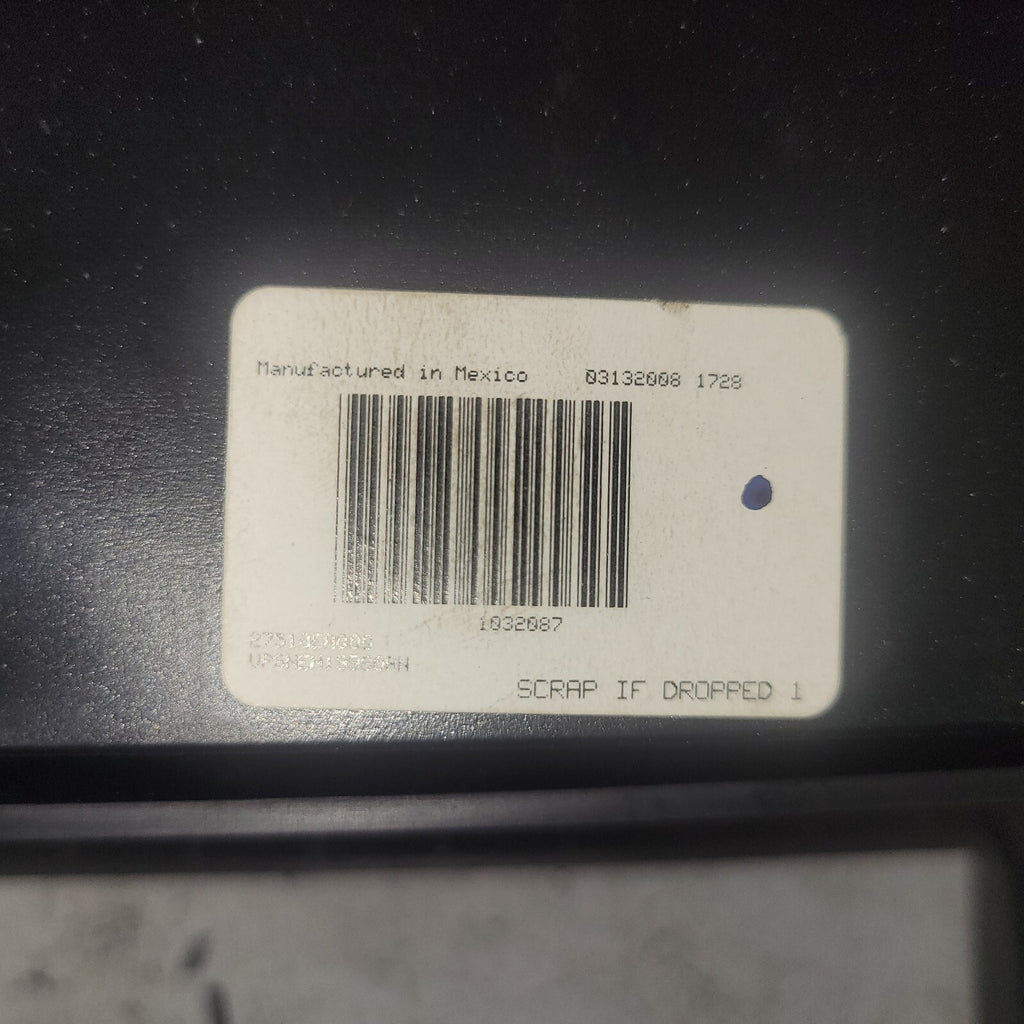 Manufactured in Mexico 03132008 1728
1032087
SCRAP IF DROPPED 1